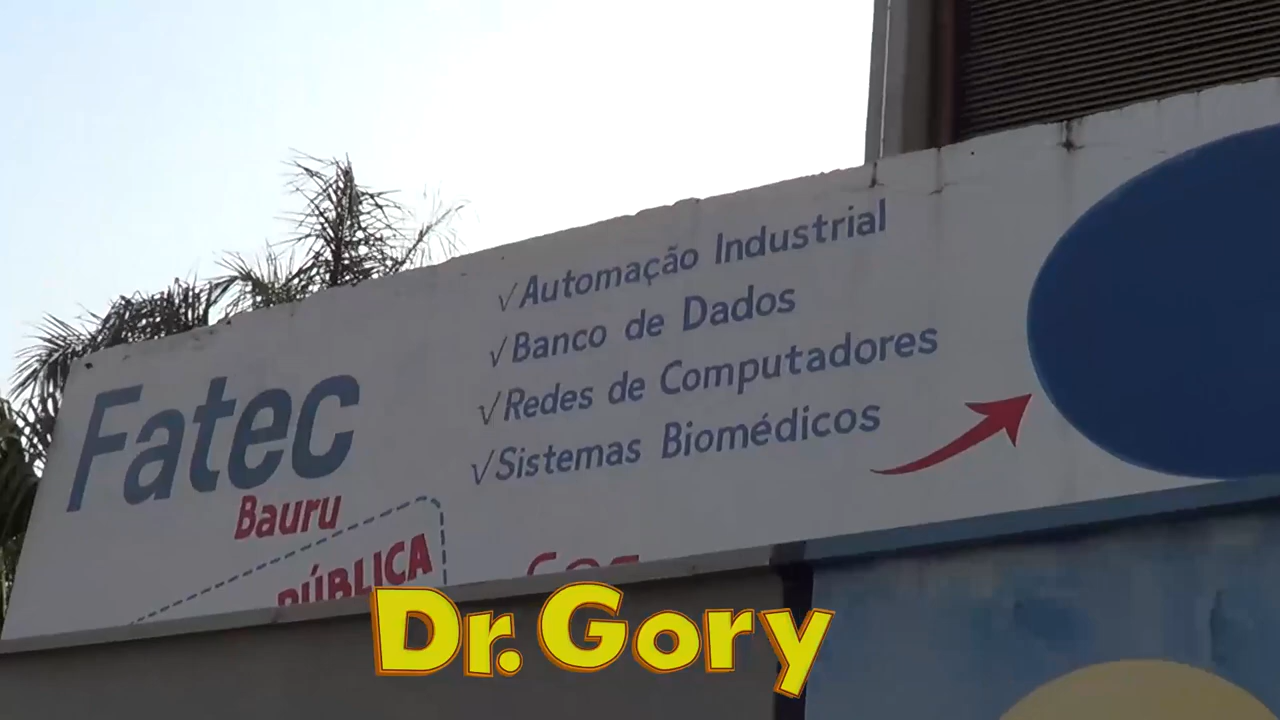 Fatec
Bauru
PÚBLICA
√Automação Industrial
√Banco de Dados
√Redes de Computadores
√Sistemas Biomédicos
Dr. Gory